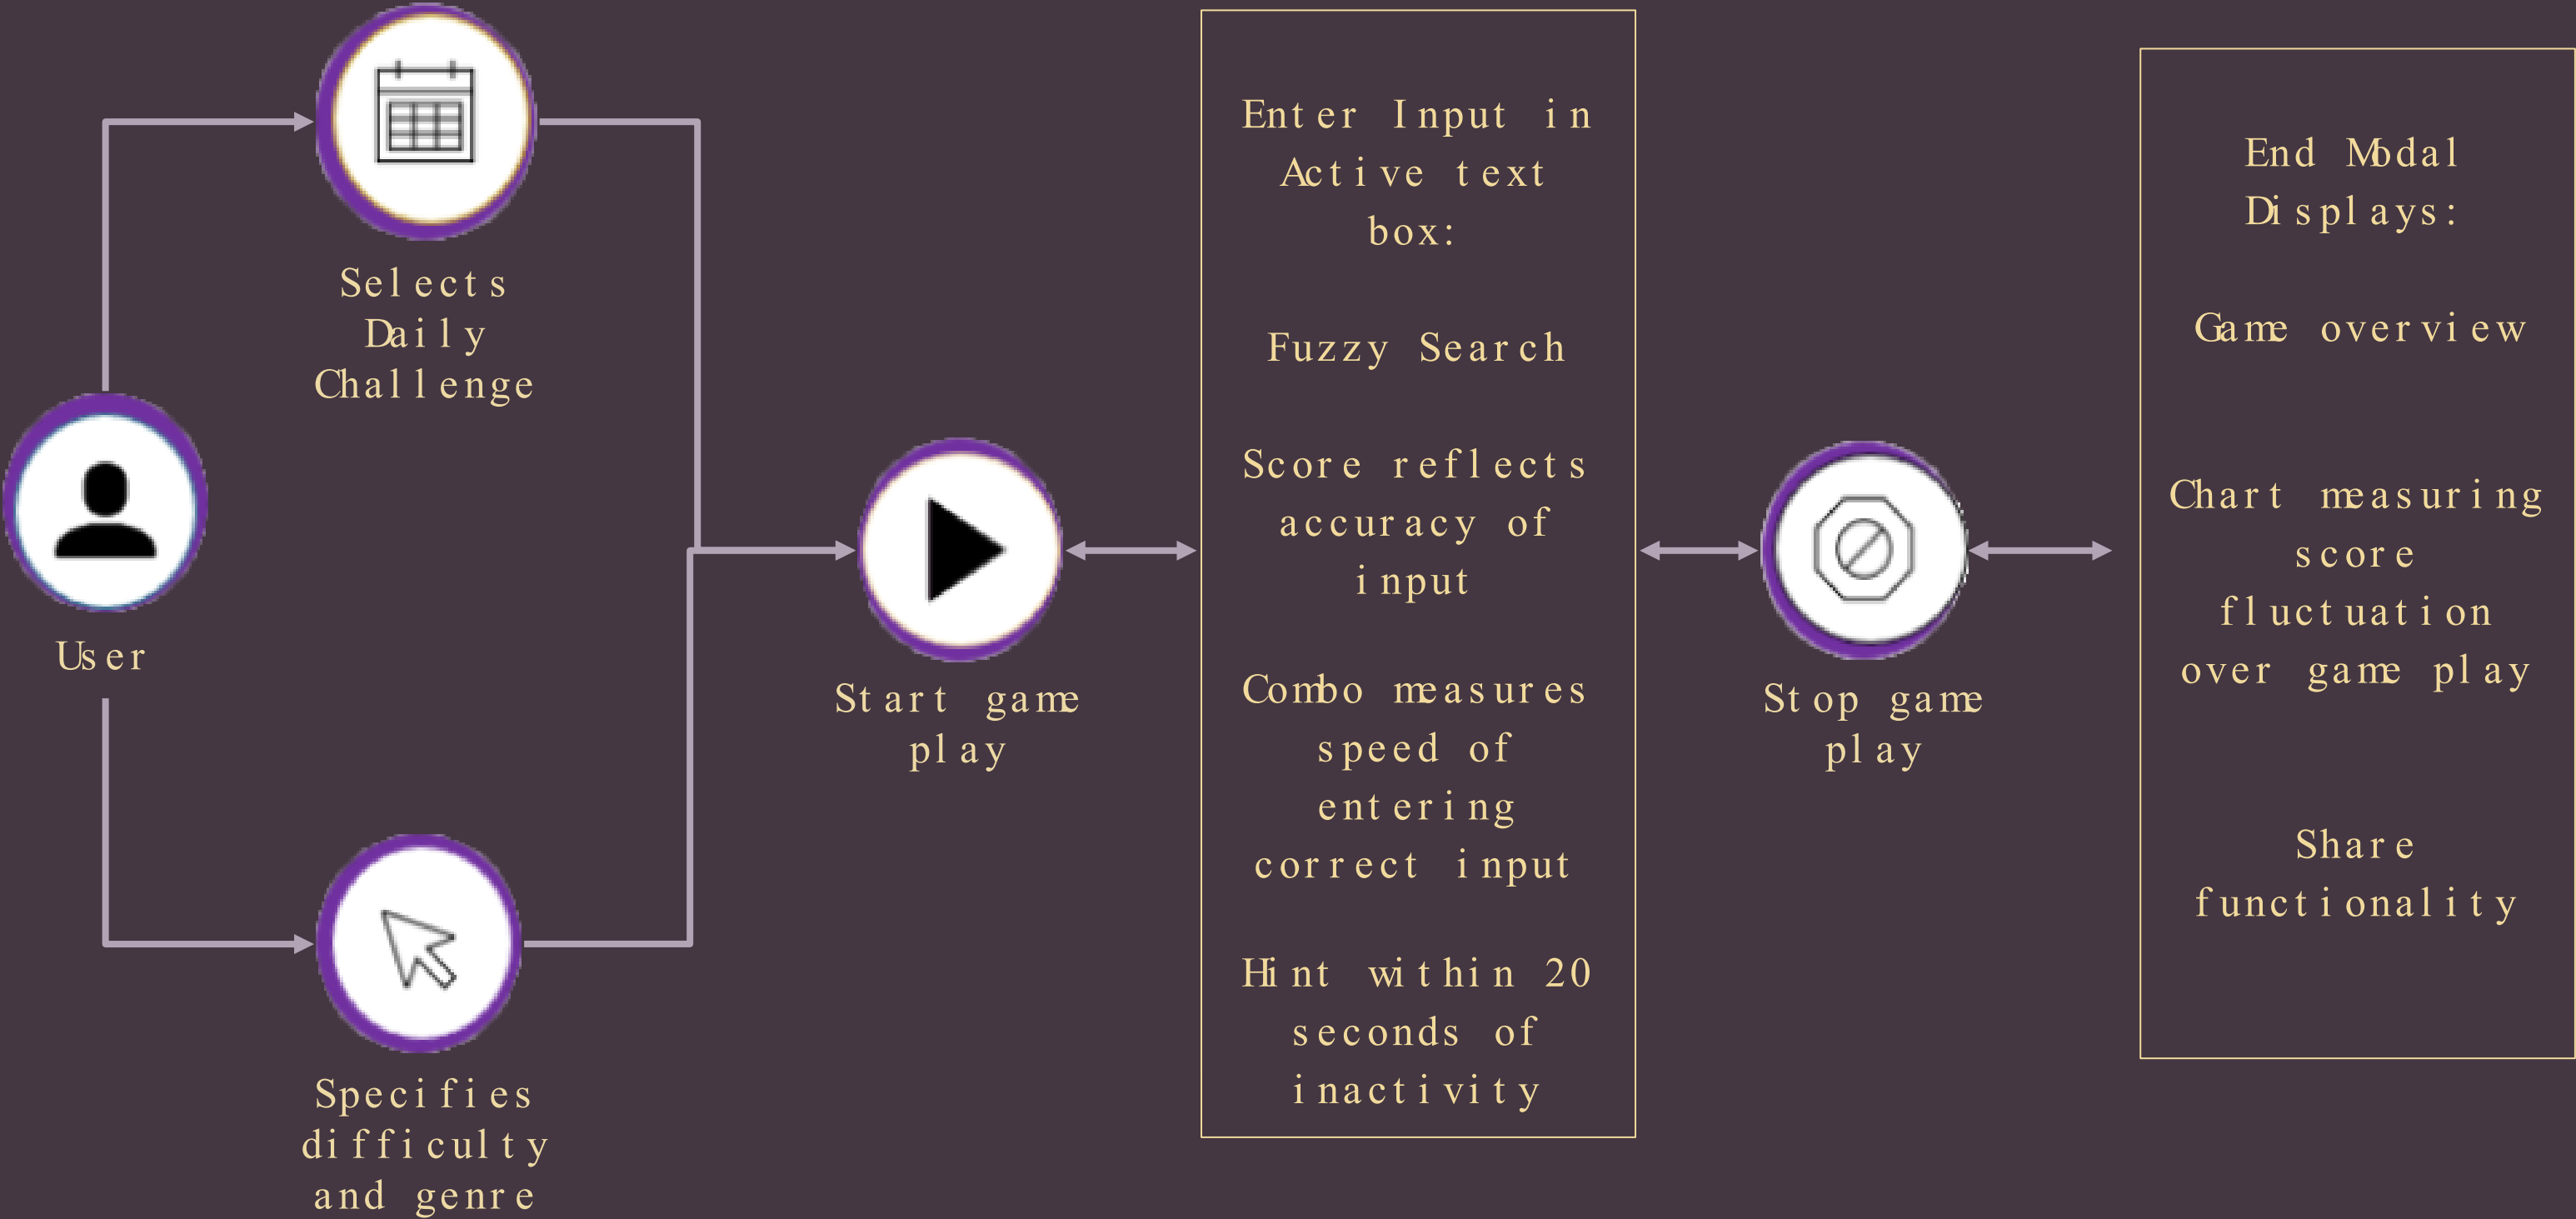 Selects
Daily
Challenge
User
Specifies
difficulty
and genre
Start game
play
Enter Input in
Active text
box:
Fuzzy Search
Score reflects
accuracy of
input
Combo measures
speed of
entering
correct input
Hint within 20
seconds of
inactivity
Stop game
play
End Modal
Displays:
Game overview
Chart measuring
score
fluctuation
over game play
Share
functionality